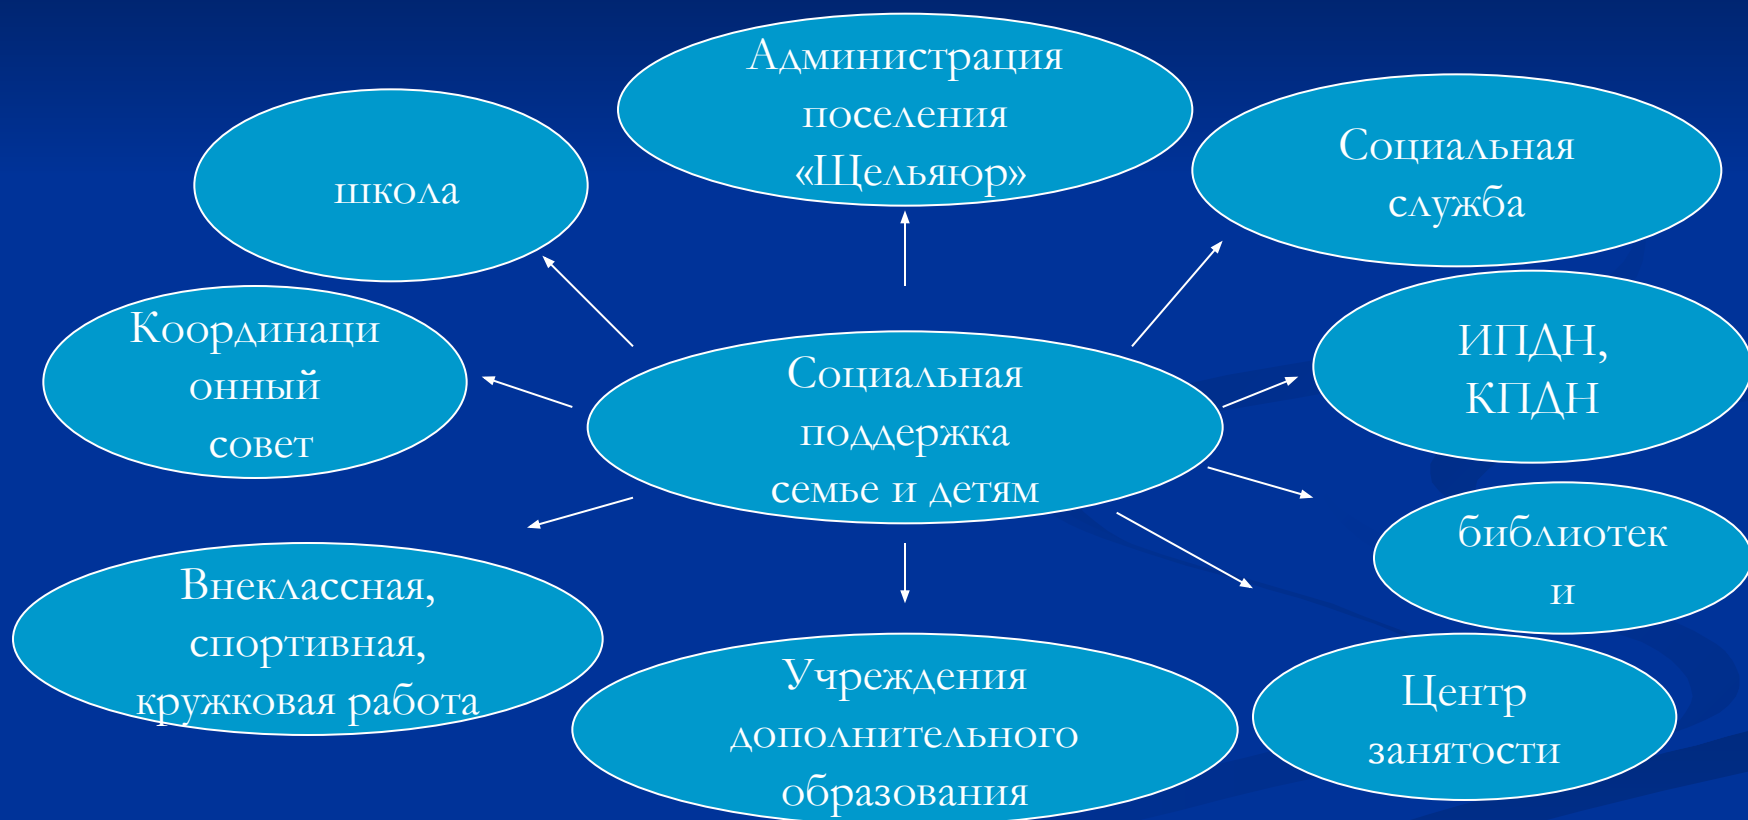 Администрация
поселения
«Щельяюр»
школа
Социальная
служба
Координаци
онный
совет
Социальная
поддержка
семье и детям
ИПДН,
КПДН
библиотек
и
Внеклассная,
спортивная,
кружковая работа
Учреждения
дополнительного
образования
Центр
занятости